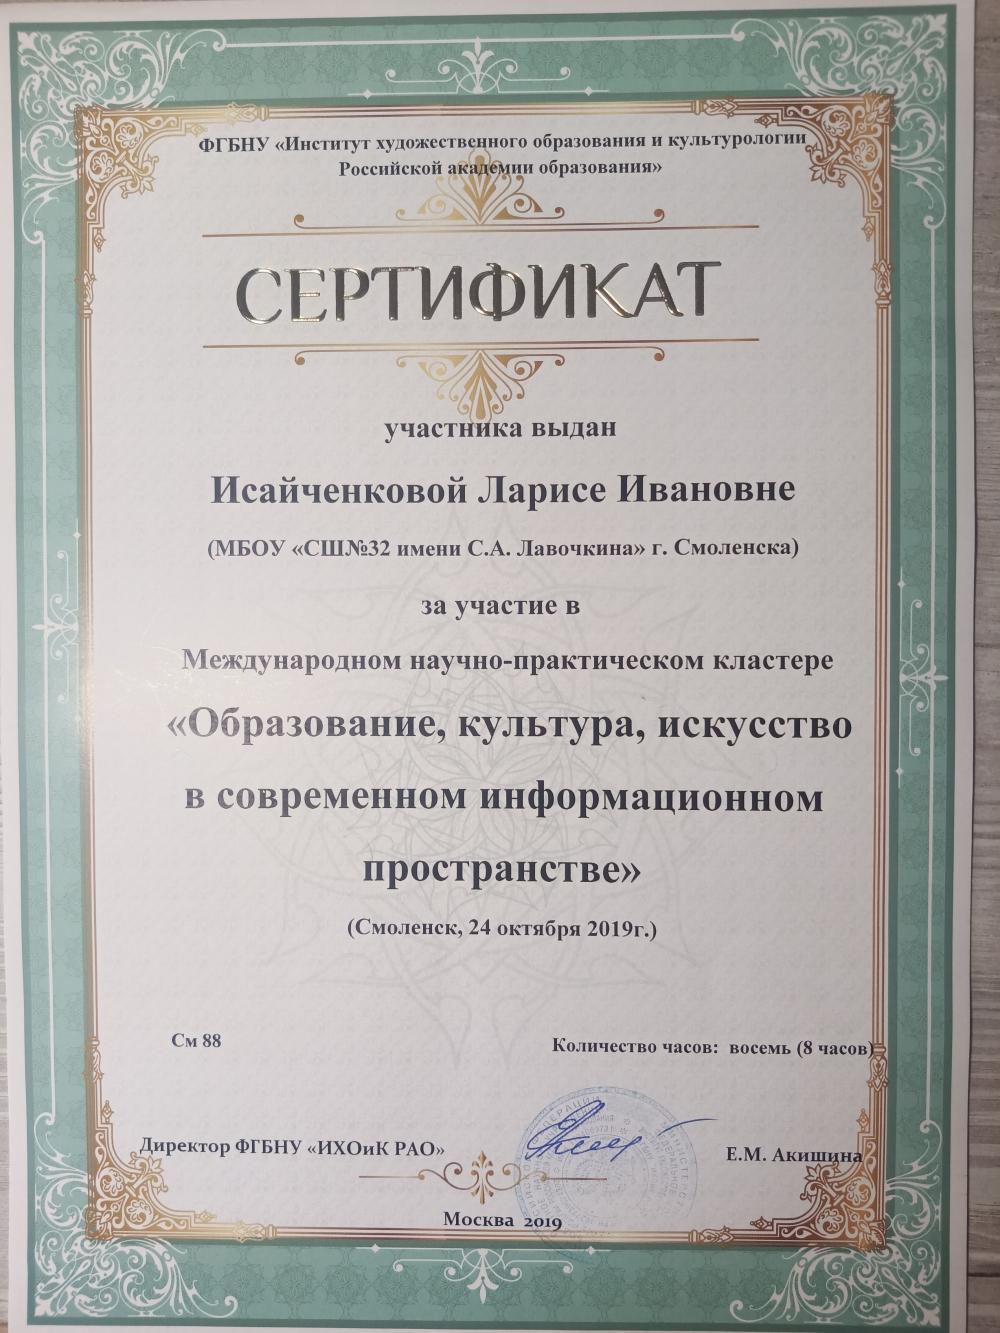 ФГБНУ «Институт художественного образования и культурологии
Российской академии образования»
СЕРТИФИКАТ
участника выдан
Исайченковой Ларисе Ивановне
(МБОУ «СШ№32 имени С.А. Лавочкина» г. Смоленска)
за участие в
Международном научно-практическом кластере
«Образование, культура, искусство
в современном информационном
пространстве»
(Смоленск, 24 октября 2019г.)
См 88
Количество часов: восемь (8 часов)
Директор ФГБНУ «ИХОиК РАО»
Е.М. Акишина
Москва 2019